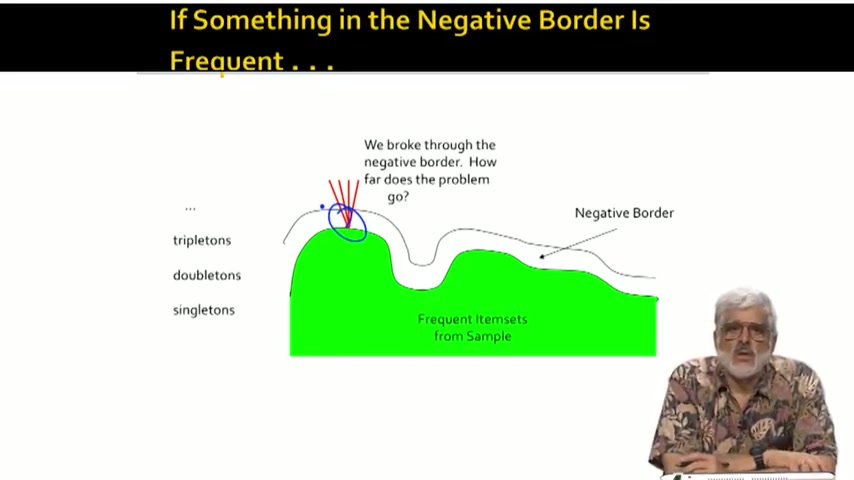 If Something in the Negative Border Is
Frequent . . .
We broke through the
negative border. How
far does the problem
go?
...
Negative Border
tripletons
doubletons
singletons
Frequent Itemsets
from Sample